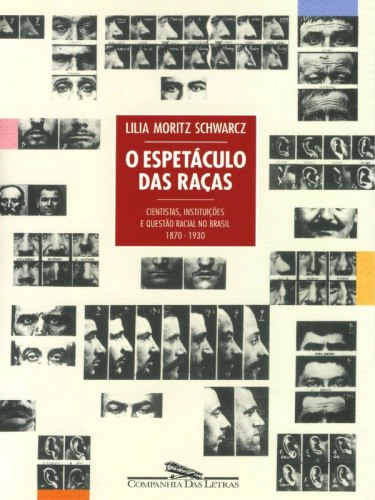 LILIA MORITZ SCHWARCZ
O ESPETÁCULO
DAS RAÇAS
CIENTISTAS, INSTITUIÇÕES
E QUESTÃO RACIAL NO BRASIL
1870 - 1930
COMPANHIA DAS LETRAS